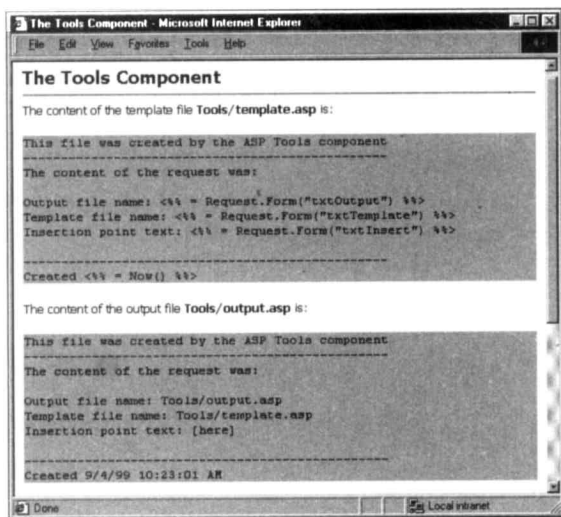 The Tools Component - Microsoft Internet Explorer
File Edit View Favorites Tools Help
The Tools Component
The content of the template file Tools/template.asp is:
This file was created by the ASP Tools component
------------------------------------------------
The content of the request was:
Output file name: <%% = Request.Form("txtOutput") %%>
Template file name: <%% = Request.Form("txtTemplate") %%>
Insertion point text: <%% = Request.Form("txtInsert") %%>
------------------------------------------------
Created <%% = Now() %%>
The content of the output file Tools/output.asp is:
This file was created by the ASP Tools component
------------------------------------------------
The content of the request was:
Output file name: Tools/output.asp
Template file name: Tools/template.asp
Insertion point text: [here]
------------------------------------------------
Created 9/4/99 10:23:01 AM
Done Local intranet